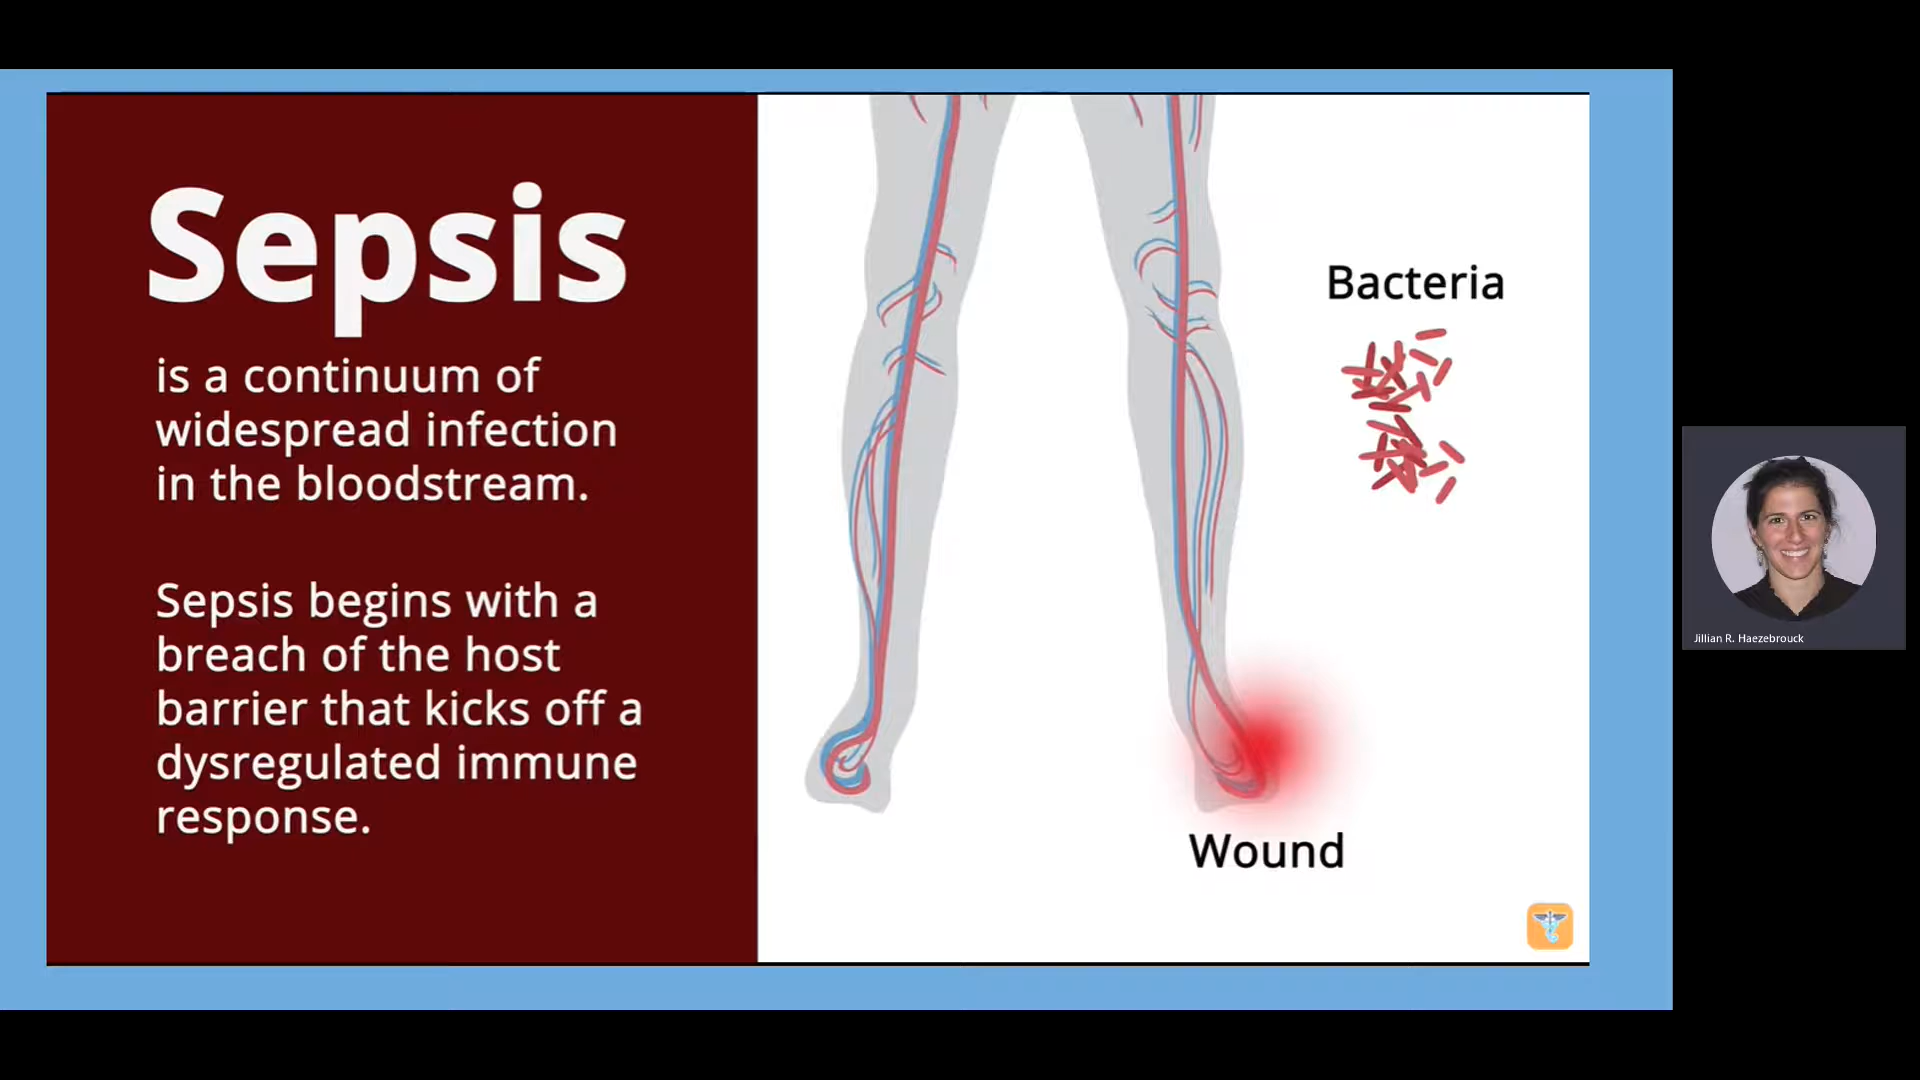 Sepsis
is a continuum of
widespread infection
in the bloodstream.
Sepsis begins with a
breach of the host
barrier that kicks off a
dysregulated immune
response.
Bacteria
Wound
Jillian R. Haezebrouck